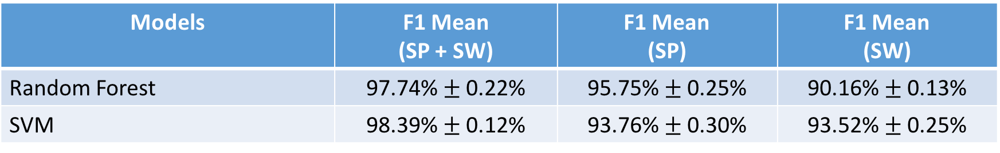 Models F1 Mean F1 Mean F1 Mean
(SP + SW) (SP) (SW)
Random Forest 97.74% ± 0.22% 95.75% ± 0.25% 90.16% ± 0.13%
SVM 98.39% ± 0.12% 93.76% ± 0.30% 93.52% ± 0.25%